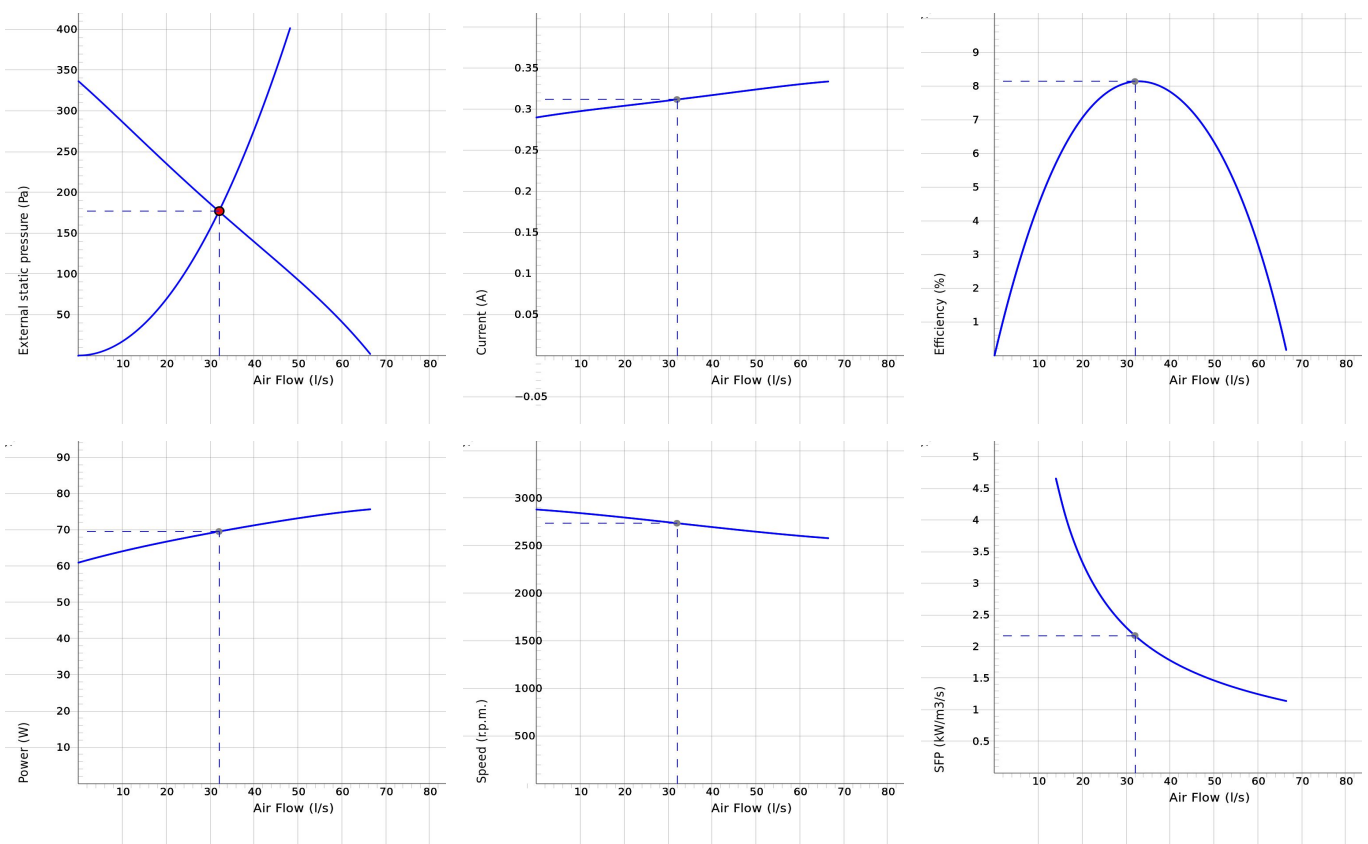 External static pressure (Pa)
400
350
300
250
200
150
100
50
10 20 30 40 50 60 70 80
Air Flow (l/s)
Current (A)
0.35
0.3
0.25
0.2
0.15
0.1
0.05
−0.05
10 20 30 40 50 60 70 80
Air Flow (l/s)
Efficiency (%)
9
8
7
6
5
4
3
2
1
10 20 30 40 50 60 70 80
Air Flow (l/s)
Power (W)
90
80
70
60
50
40
30
20
10
10 20 30 40 50 60 70 80
Air Flow (l/s)
Speed (r.p.m.)
3000
2500
2000
1500
1000
500
10 20 30 40 50 60 70 80
Air Flow (l/s)
SFP (kW/m3/s)
5
4.5
4
3.5
3
2.5
2
1.5
1
0.5
10 20 30 40 50 60 70 80
Air Flow (l/s)